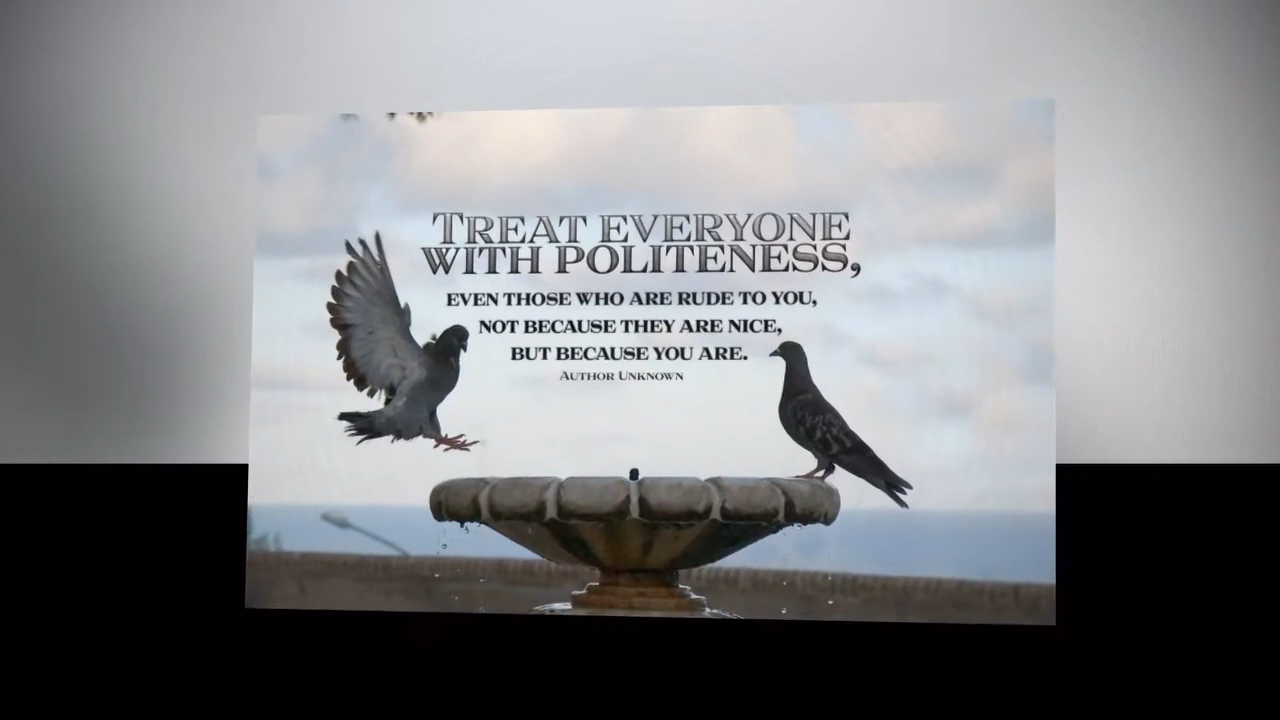 TREAT EVERYONE
WITH POLITENESS,
EVEN THOSE WHO ARE RUDE TO YOU,
NOT BECAUSE THEY ARE NICE,
BUT BECAUSE YOU ARE.
AUTHOR UNKNOWN